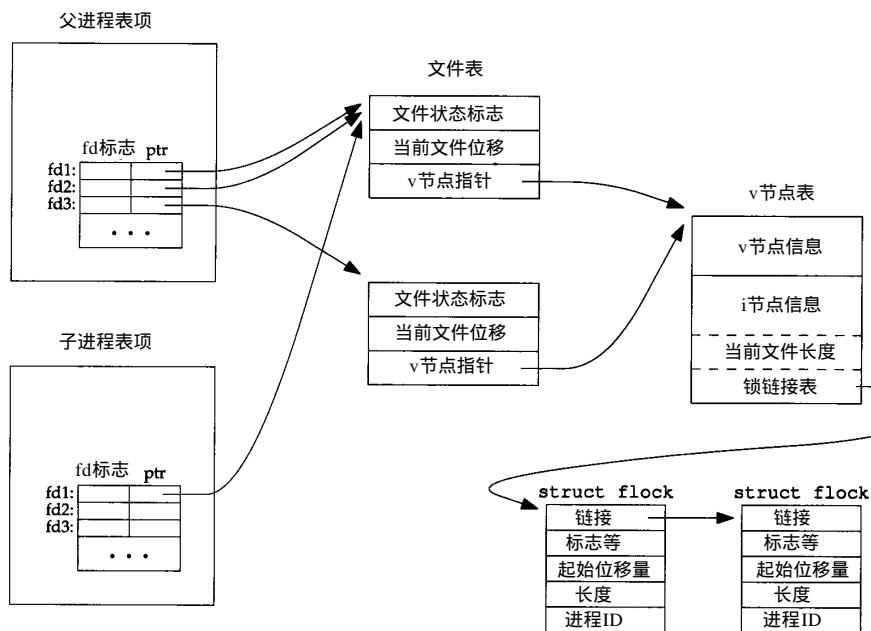 父进程表项
fd标志 ptr
fd1:
fd2:
fd3:
• • •
文件表
文件状态标志
当前文件位移
v节点指针
文件状态标志
当前文件位移
v节点指针
v节点表
v节点信息
i节点信息
当前文件长度
锁链接表
子进程表项
fd标志 ptr
fd1:
fd2:
fd3:
• • •
struct flock
链接
标志等
起始位移量
长度
进程ID
struct flock
链接
标志等
起始位移量
长度
进程ID